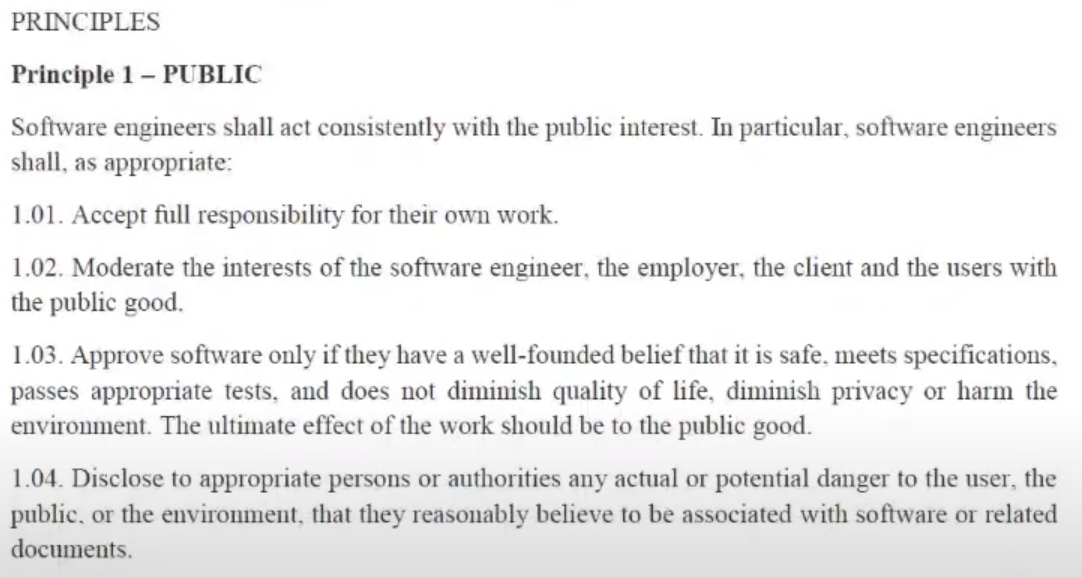 PRINCIPLES
Principle 1 – PUBLIC
Software engineers shall act consistently with the public interest. In particular, software engineers
shall, as appropriate:
1.01. Accept full responsibility for their own work.
1.02. Moderate the interests of the software engineer, the employer, the client and the users with
the public good.
1.03. Approve software only if they have a well-founded belief that it is safe, meets specifications,
passes appropriate tests, and does not diminish quality of life, diminish privacy or harm the
environment. The ultimate effect of the work should be to the public good.
1.04. Disclose to appropriate persons or authorities any actual or potential danger to the user, the
public, or the environment, that they reasonably believe to be associated with software or related
documents.